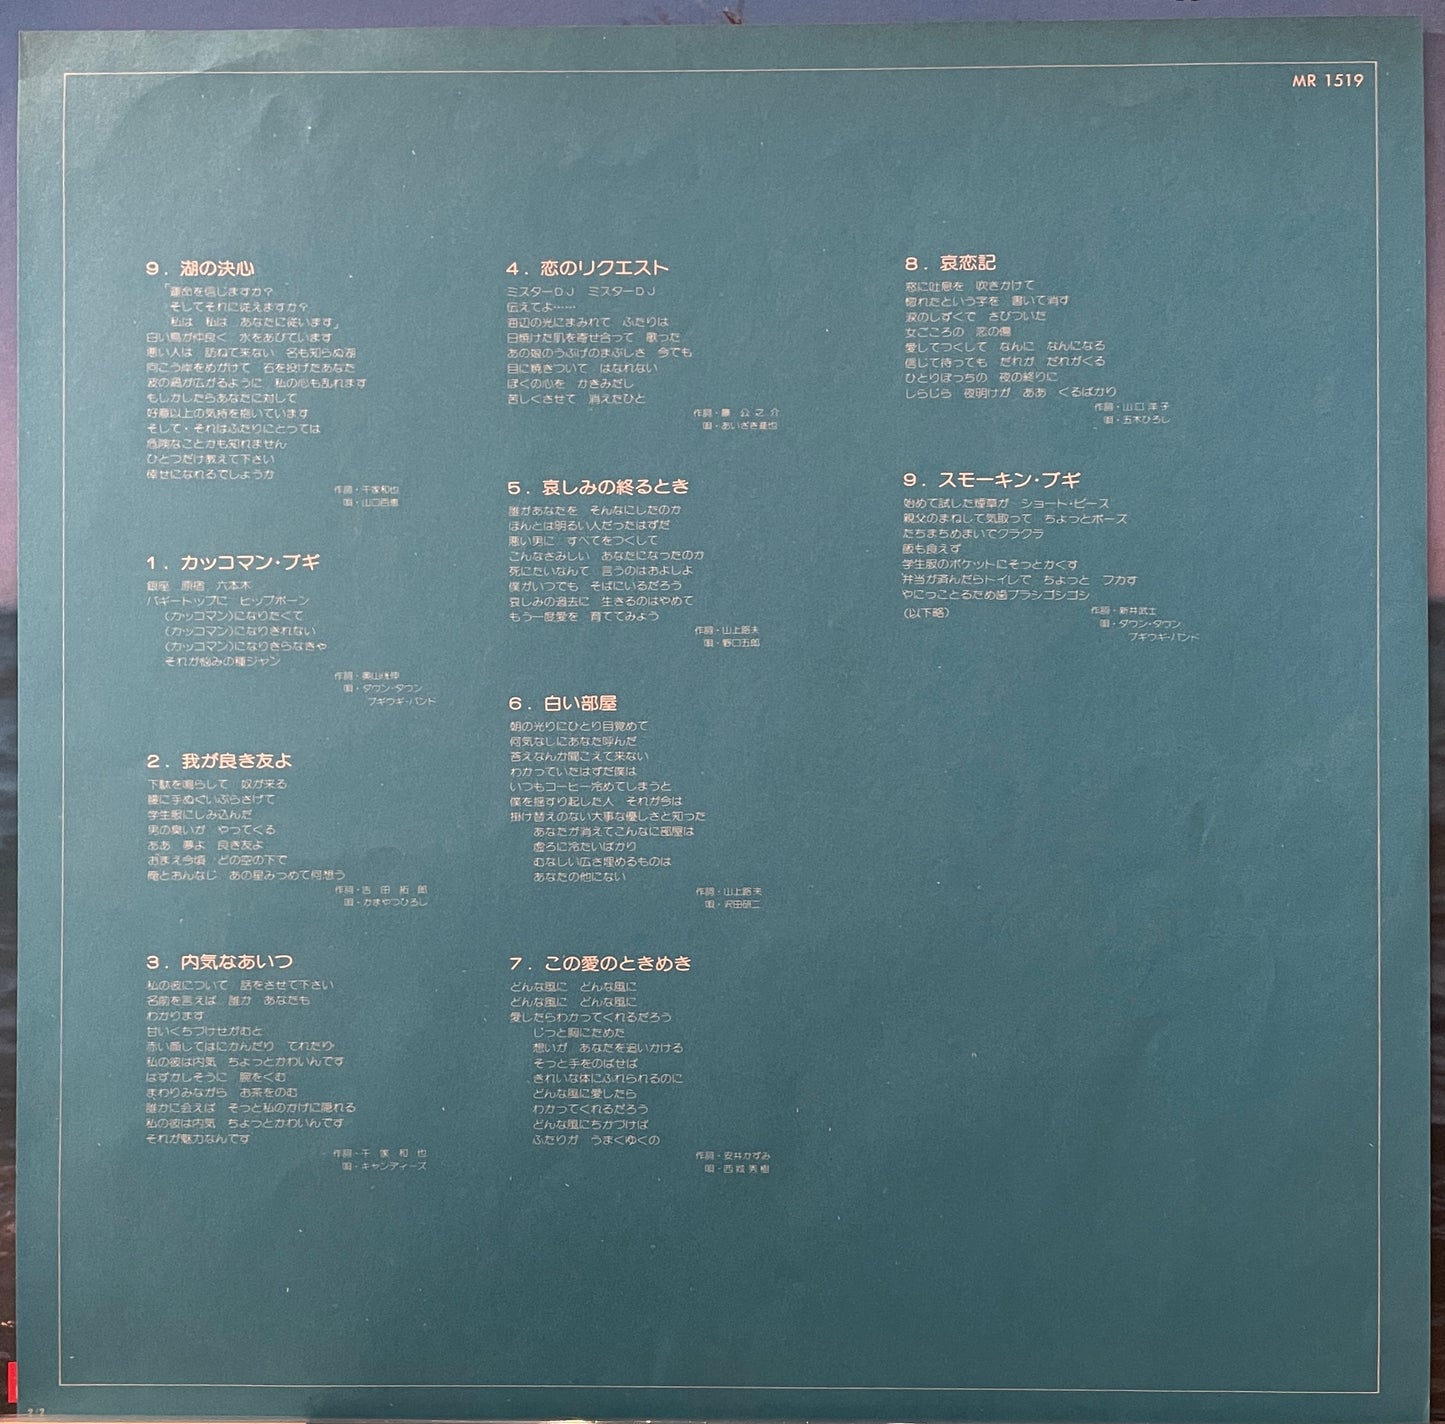 MR 1519
9. 湖の決心
「運命を信じますか?
そしてそれに従えますか?
私は 私は あなたに従います」
白い鳥が仲良く 水をあびています
悪い人は 訪ねて来ない 名も知らぬ湖
向こう岸をめがけて 石を投げたあなた
波の渦が広がるように 私の心も乱れます
もしかしたらあなたに対して
好意以上の気持を抱いています
そして・それはふたりにとっては
危険なことかも知れません
ひとつだけ教えて下さい
倖せになれるでしょうか
作詞・千家和也
唄・山口百恵
1. カッコマン・ブギ
銀座 原宿 六本木
バギートップに ヒップボーン
(カッコマン)になりたくて
(カッコマン)になりきれない
(カッコマン)になりきらなきゃ
それが悩みの種ジャン
作詞・奥山侊伸
唄・ダウン・タウン
ブギウギ・バンド
2. 我が良き友よ
下駄を鳴らして 奴が来る
腰に手ぬぐいぶらさげて
学生服にしみ込んだ
男の臭いが やってくる
ああ 夢よ 良き友よ
おまえ今頃 どの空の下で
俺とおんなじ あの星みつめて何想う
作詞・吉田拓郎
唄・かまやつひろし
3. 内気なあいつ
私の彼について 話をさせて下さい
名前を言えば 誰か あなたも
わかります
甘いくちづけせがむと
赤い顔してはにかんだり てれたり
私の彼は内気 ちょっとかわいんです
はずかしそうに 腕をくむ
まわりみながら お茶をのむ
誰かに会えば そっと私のかげに隠れる
私の彼は内気 ちょっとかわいんです
それが魅力なんです
作詞・千家和也
唄・キャンディーズ
4. 恋のリクエスト
ミスターDJ ミスターDJ
伝えてよ……
海辺の光にまみれて ふたりは
日焼けた肌を寄せ合って 歌った
あの娘のうぶげのまぶしさ 今でも
目に焼きついて はなれない
ぼくの心を かきみだし
苦しくさせて 消えたひと
作詞・藤公之介
唄・あいざき進也
5. 哀しみの終るとき
誰があなたを そんなにしたのか
ほんとは明るい人だったはずだ
悪い男に すべてをつくして
こんなさみしい あなたになったのか
死にたいなんて 言うのはおよしよ
僕がいつでも そばにいるだろう
哀しみの過去に 生きるのはやめて
もう一度愛を 育ててみよう
作詞・山上路夫
唄・野口五郎
6. 白い部屋
朝の光りにひとり目覚めて
何気なしにあなた呼んだ
答えなんか聞こえて来ない
わかっていたはずだ僕は
いつもコーヒー冷めてしまうと
僕を揺すり起した人 それが今は
掛け替えのない大事な優しさと知った
あなたが消えてこんなに部屋は
虚ろに冷たいばかり
むなしい広さ埋めるものは
あなたの他にない
作詞・山上路夫
唄・沢田研二
7. この愛のときめき
どんな風に どんな風に
どんな風に どんな風に
愛したらわかってくれるだろう
じっと胸にためた
想いが あなたを追いかける
そっと手をのばせば
きれいな体にふれられるのに
どんな風に愛したら
わかってくれるだろう
どんな風にちかづけば
ふたりが うまくゆくの
作詞・安井かずみ
唄・西城秀樹
8. 哀恋記
窓に吐息を 吹きかけて
惚れたという字を 書いて消す
涙のしずくで さびついた
女ごころの 恋の傷
愛してつくして なんに なんになる
信じて待っても だれが だれがくる
ひとりぼっちの 夜の終りに
しらじら 夜明けが ああ くるばかり
作詞・山口洋子
唄・五木ひろし
9. スモーキン・ブギ
始めて試した煙草が ショート・ピース
親父のまねして気取って ちょっとポーズ
たちまちめまいでクラクラ
飯も食えず
学生服のポケットにそっとかくす
弁当が済んだらトイレで ちょっと フカす
やにっことるため歯ブラシゴシゴシ
(以下略)
作詞・新井武士
唄・ダウン・タウン
ブギウギ・バンド
2/2